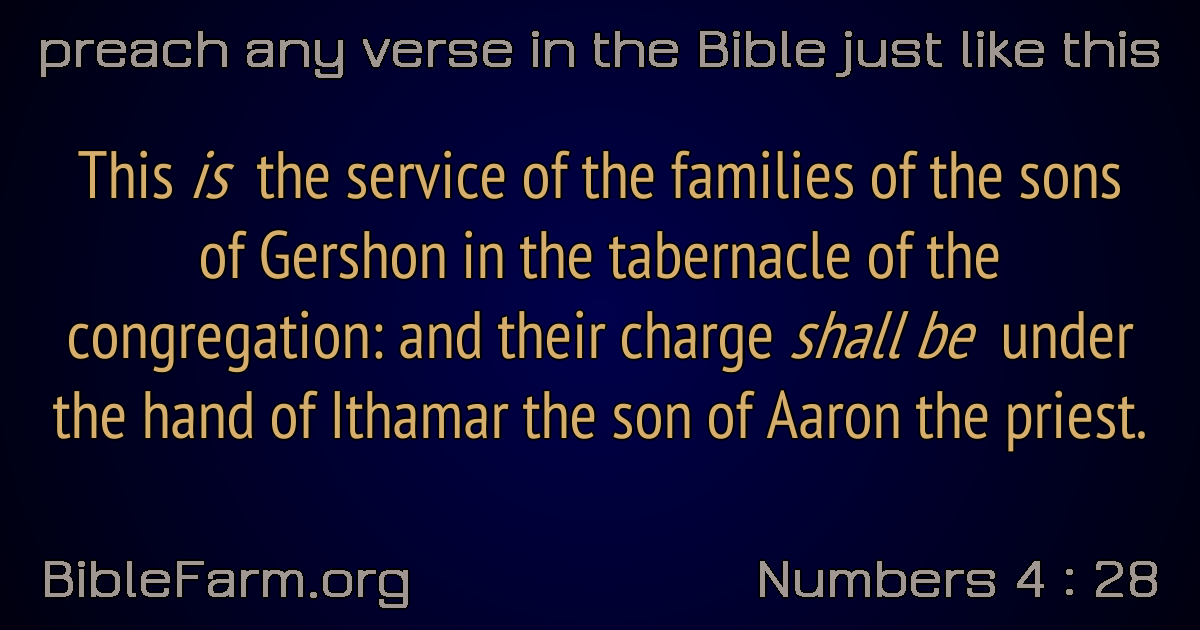 preach any verse in the Bible just like this
This is the service of the families of the sons
of Gershon in the tabernacle of the
congregation: and their charge shall be under
the hand of Ithamar the son of Aaron the priest.
BibleFarm.org
Numbers 4 : 28